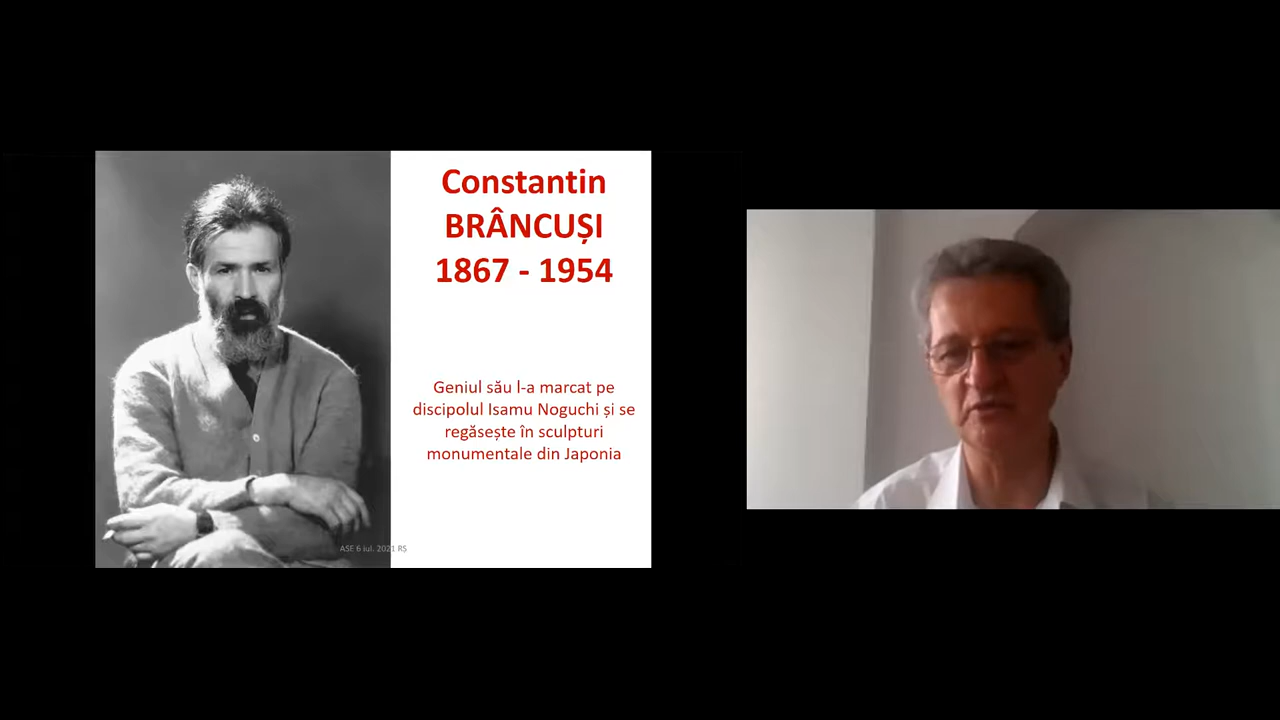 Constantin
BRÂNCUȘI
1867 - 1954
Geniul său l-a marcat pe
discipolul Isamu Noguchi și se
regăsește în sculpturi
monumentale din Japonia
ASE 6 iul. 2021 RȘ